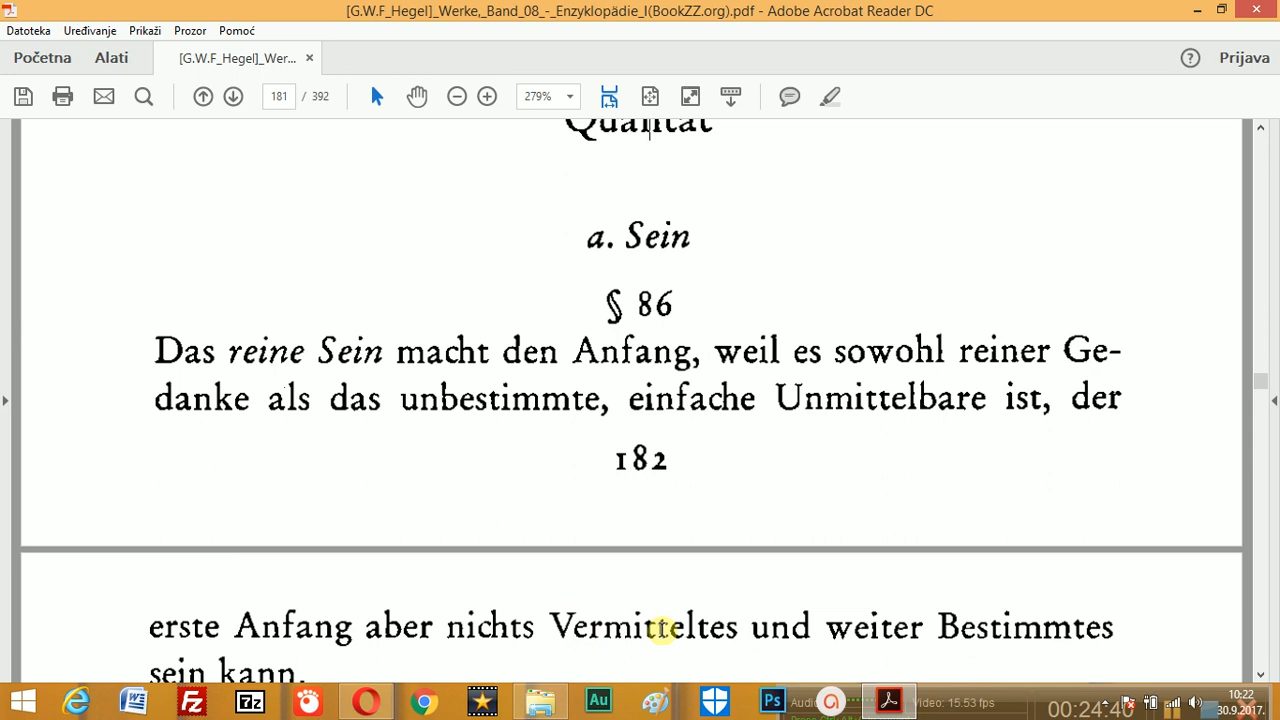 [G.W.F_Hegel]_Werke,_Band_08_-_Enzyklopädie_I(BookZZ.org).pdf - Adobe Acrobat Reader DC
Datoteka Uređivanje Prikaži Prozor Pomoć
Početna Alati [G.W.F_Hegel]_Wer... × Prijava
181 / 392 279%
Qualität
a. Sein
§ 86
Das reine Sein macht den Anfang, weil es sowohl reiner Ge-
danke als das unbestimmte, einfache Unmittelbare ist, der
182
erste Anfang aber nichts Vermitteltes und weiter Bestimmtes
sein kann.
7z Au Ps Video: 15.53 fps 00:24:40 10:22
30.9.2017.